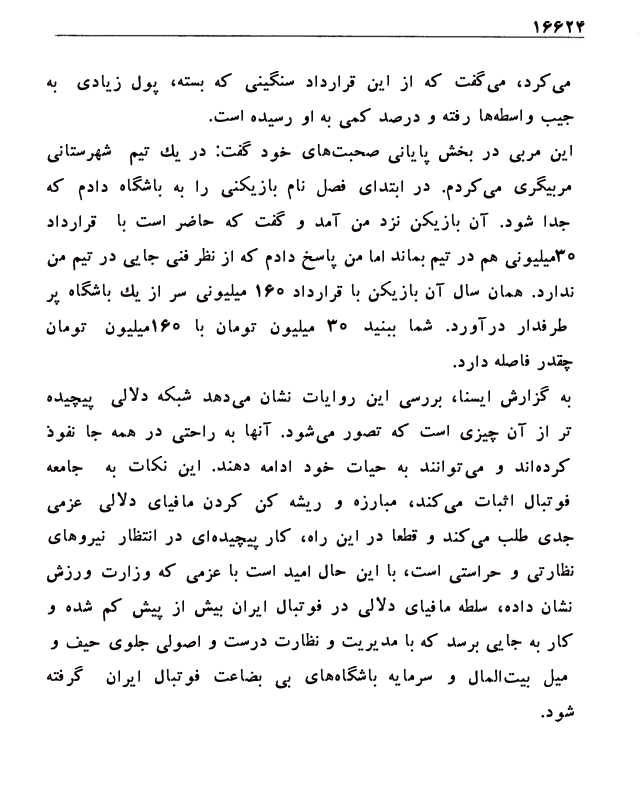 ۱۶۶۲۴
می‌کرد، می‌گفت که از این قرارداد سنگینی که بسته، پول زیادی به
جیب واسطه‌ها رفته و درصد کمی به او رسیده است.
این مربی در بخش پایانی صحبت‌های خود گفت: در یك تیم شهرستانی
مربیگری می‌کردم. در ابتدای فصل نام بازیکنی را به باشگاه دادم که
جدا شود. آن بازیکن نزد من آمد و گفت که حاضر است با قرارداد
۳۰میلیونی هم در تیم بماند اما من پاسخ دادم که از نظر فنی جایی در تیم من
ندارد. همان سال آن بازیکن با قرارداد ۱۶۰ میلیونی سر از یك باشگاه پر
طرفدار درآورد. شما ببنید ۳۰ میلیون تومان با ۱۶۰میلیون تومان
چقدر فاصله دارد.
به گزارش ایسنا، بررسی این روایات نشان می‌دهد شبکه دلالی پیچیده
تر از آن چیزی است که تصور می‌شود. آنها به راحتی در همه جا نفوذ
کرده‌اند و می‌توانند به حیات خود ادامه دهند. این نکات به جامعه
فوتبال اثبات می‌کند، مبارزه و ریشه کن کردن مافیای دلالی عزمی
جدی طلب می‌کند و قطعا در این راه، کار پیچیده‌ای در انتظار نیروهای
نظارتی و حراستی است، با این حال امید است با عزمی که وزارت ورزش
نشان داده، سلطه مافیای دلالی در فوتبال ایران بیش از پیش کم شده و
کار به جایی برسد که با مدیریت و نظارت درست و اصولی جلوی حیف و
میل بیت‌المال و سرمایه باشگاه‌های بی بضاعت فوتبال ایران گرفته
شود.